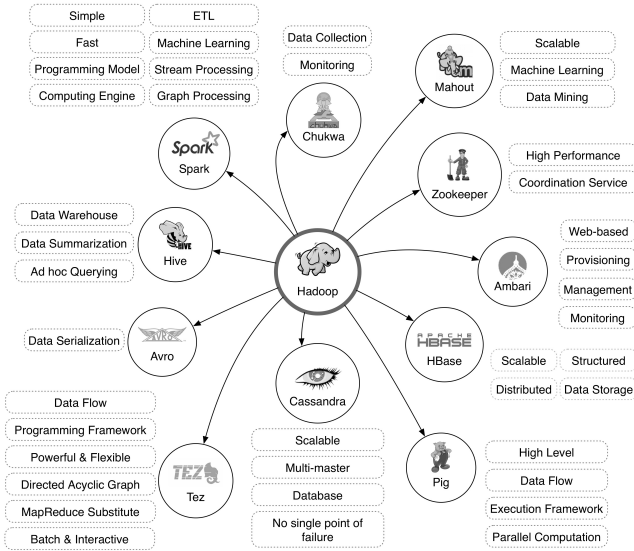 Simple
ETL
Fast
Machine Learning
Programming Model
Stream Processing
Computing Engine
Graph Processing
Spark
Spark
Data Collection
Monitoring
chukwa
Chukwa
Mahout
Scalable
Machine Learning
Data Mining
Zookeeper
High Performance
Coordination Service
Data Warehouse
Data Summarization
Ad hoc Querying
HIVE
Hive
Hadoop
Ambari
Web-based
Provisioning
Management
Monitoring
Data Serialization
AVRO
Avro
APACHE
HBASE
HBase
Scalable
Structured
Distributed
Data Storage
Cassandra
Scalable
Multi-master
Database
No single point of
failure
Data Flow
Programming Framework
Powerful & Flexible
Directed Acyclic Graph
MapReduce Substitute
Batch & Interactive
TEZ
Tez
Pig
High Level
Data Flow
Execution Framework
Parallel Computation